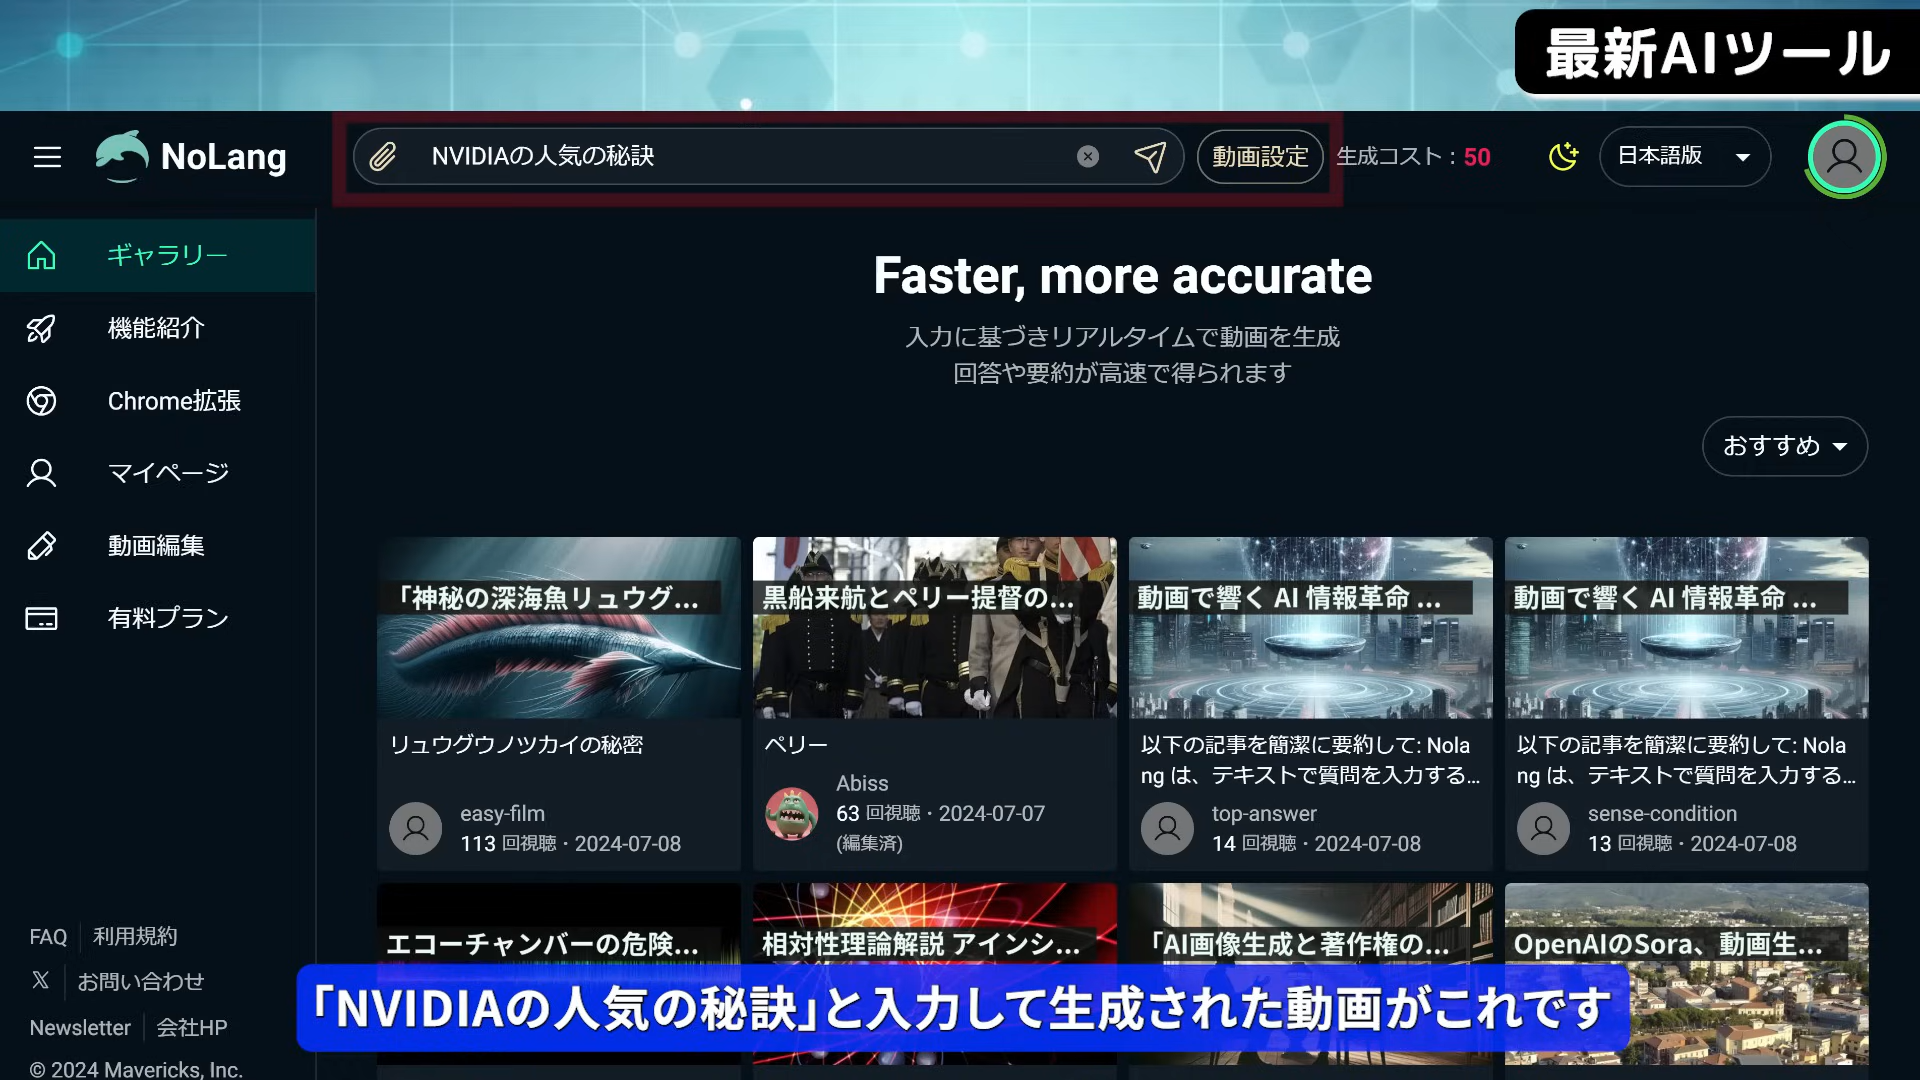 最新AIツール
NoLang
NVIDIAの人気の秘訣
動画設定
生成コスト：50
日本語版
ギャラリー
機能紹介
Chrome拡張
マイページ
動画編集
有料プラン
FAQ
利用規約
𝕏
お問い合わせ
Newsletter
会社HP
© 2024 Mavericks, Inc.
Faster, more accurate
入力に基づきリアルタイムで動画を生成
回答や要約が高速で得られます
おすすめ
「神秘の深海魚リュウグ...
リュウグウノツカイの秘密
easy-film
113 回視聴・2024-07-08
黒船来航とペリー提督の...
ペリー
Abiss
63 回視聴・2024-07-07
(編集済)
動画で響く AI 情報革命 ...
以下の記事を簡潔に要約して: Nola
ng は、テキストで質問を入力する...
top-answer
14 回視聴・2024-07-08
動画で響く AI 情報革命 ...
以下の記事を簡潔に要約して: Nola
ng は、テキストで質問を入力する...
sense-condition
13 回視聴・2024-07-08
エコーチャンバーの危険...
相対性理論解説 アインシ...
「AI画像生成と著作権の...
OpenAIのSora、動画生...
「NVIDIAの人気の秘訣」と入力して生成された動画がこれです